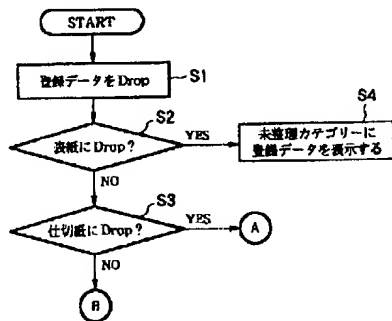 START
登録データをDrop
S1
S2
表紙にDrop?
YES
S4
未整理カテゴリーに
登録データを表示する
NO
S3
仕切紙にDrop?
YES
A
NO
B